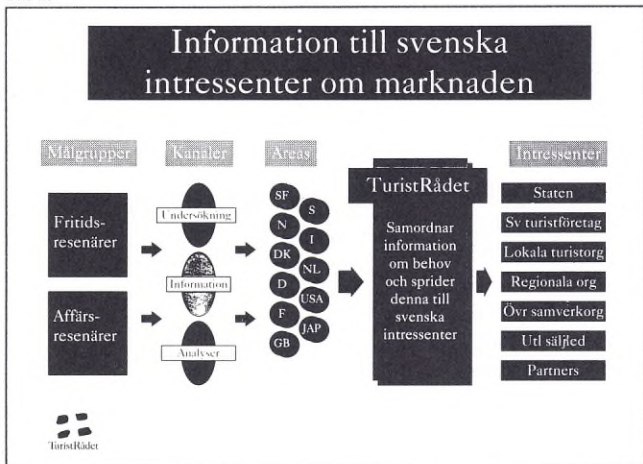 Information till svenska
intressenter om marknaden
Målgrupper
Kanaler
Areas
Intressenter
Fritids-
resenärer
Affärs-
resenärer
Undersökning
Information
Analyser
SF
S
N
I
DK
NL
D
USA
F
JAP
GB
TuristRådet
Samordnar
information
om behov
och sprider
denna till
svenska
intressenter
Staten
Sv turistföretag
Lokala turistorg
Regionala org
Övr samverkorg
Utl säljled
Partners
TuristRådet